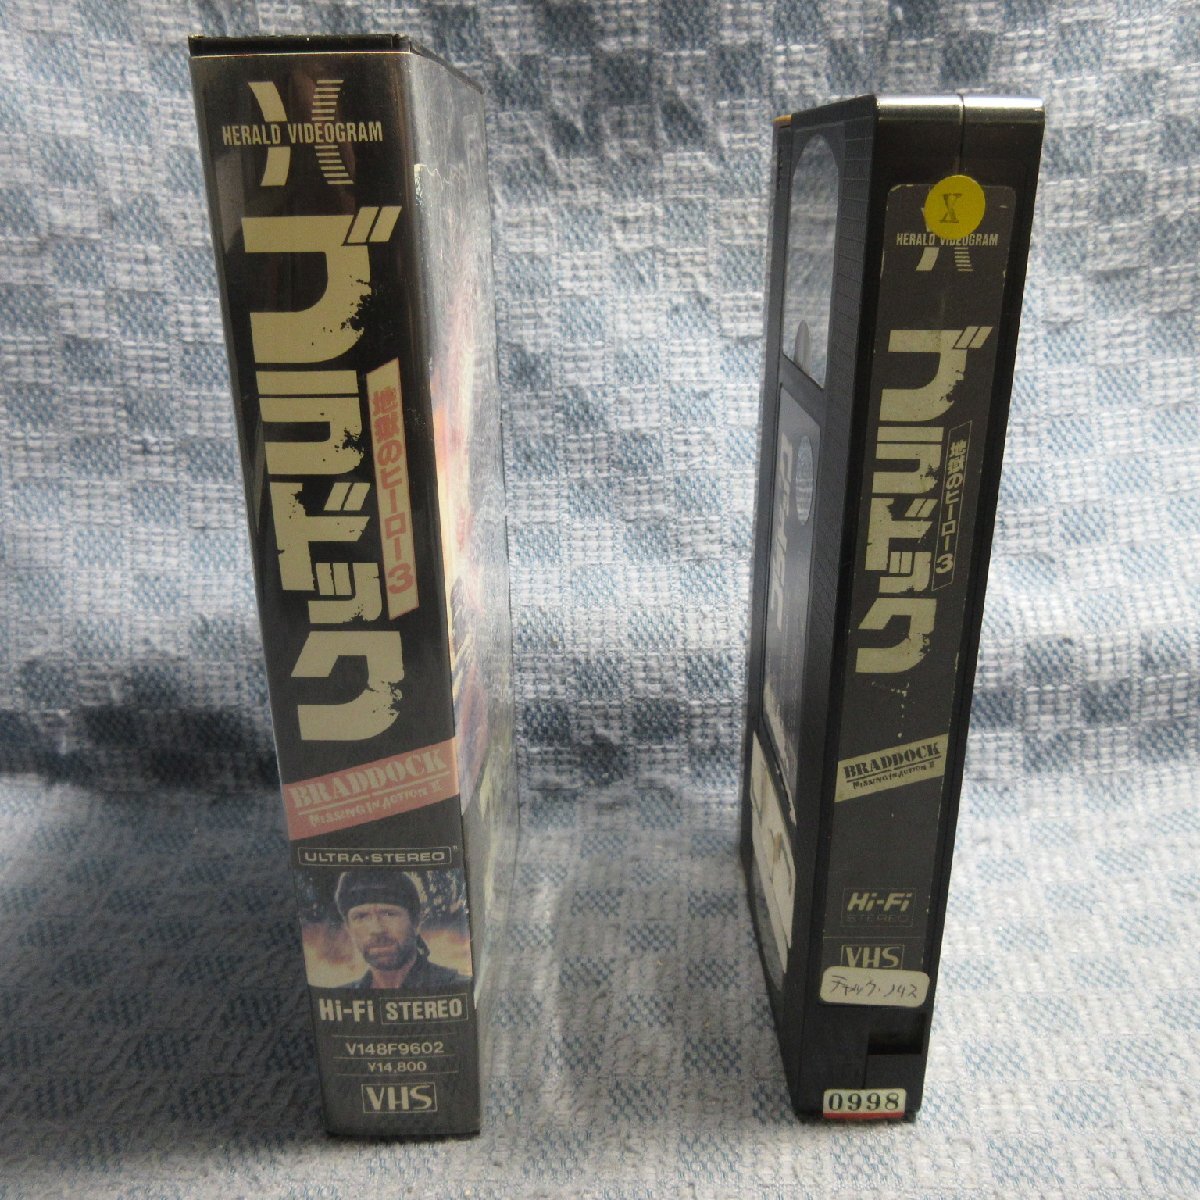 HERALD VIDEOGRAM
ブラドック
地獄のヒーロー3
BRADDOCK
MISSING IN ACTION III
ULTRA·STEREO
Hi-Fi STEREO
V148F9602
¥14,800
VHS
X
HERALD VIDEOGRAM
ブラドック
地獄のヒーロー3
BRADDOCK
MISSING IN ACTION III
Hi-Fi
STEREO
VHS
チャック・ノリス
0998